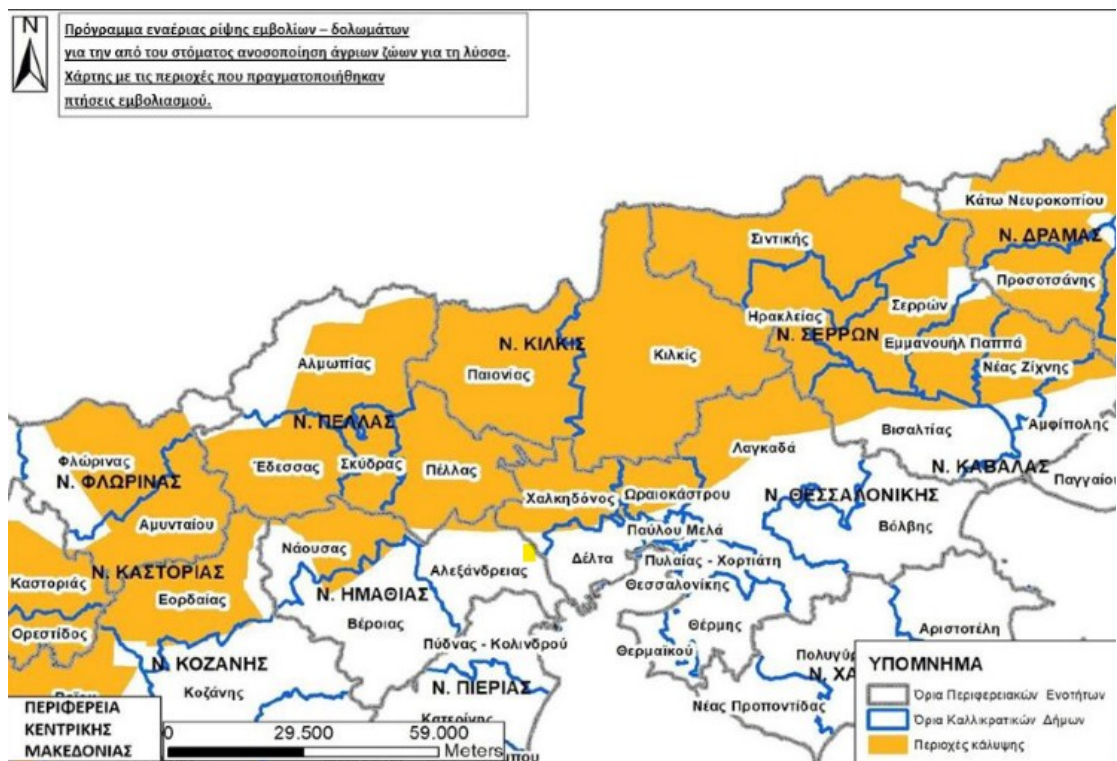 N
Πρόγραμμα εναέριας ρίψης εμβολίων – δολωμάτων
για την από του στόματος ανοσοποίηση άγριων ζώων για τη λύσσα.
Χάρτης με τις περιοχές που πραγματοποιήθηκαν
πτήσεις εμβολιασμού.
Κάτω Νευροκοπίου
Ν. ΔΡΑΜΑΣ
Σιντικής
Προσοτσάνης
Σερρών
Ηρακλείας
Ν. ΣΕΡΡΩΝ
Εμμανουήλ Παππά
Ν. ΚΙΛΚΙΣ
Κιλκίς
Νέας Ζίχνης
Αλμωπίας
Παιονίας
Ν. ΠΕΛΛΑΣ
Βισαλτίας
Αμφίπολης
Λαγκαδά
Φλώρινας
Έδεσσας
Σκύδρας
Πέλλας
Ν. ΚΑΒΑΛΑΣ
Παγγαίου
Ν. ΦΛΩΡΙΝΑΣ
Χαλκηδόνος
Ωραιοκάστρου
Ν. ΘΕΣΣΑΛΟΝΙΚΗΣ
Αμυνταίου
Παύλου Μελά
Βόλβης
Νάουσας
Δέλτα
Πυλαίας - Χορτιάτη
Καστοριάς
Ν. ΚΑΣΤΟΡΙΑΣ
Αλεξάνδρειας
Θεσσαλονίκης
Εορδαίας
Ν. ΗΜΑΘΙΑΣ
Βέροιας
Θέρμης
Αριστοτέλη
Ορεστίδος
Πύδνας - Κολινδρού
Θερμαϊκού
Ν. ΚΟΖΑΝΗΣ
Κοζάνης
Ν. ΠΙΕΡΙΑΣ
Νέας Προποντίδας
Κατερίνης
ΠΕΡΙΦΕΡΕΙΑ
ΚΕΝΤΡΙΚΗΣ
ΜΑΚΕΔΟΝΙΑΣ
0 29.500 59.000
Meters
ΥΠΟΜΝΗΜΑ
Όρια Περιφερειακών Ενοτήτων
Όρια Καλλικρατικών Δήμων
Περιοχές κάλυψης